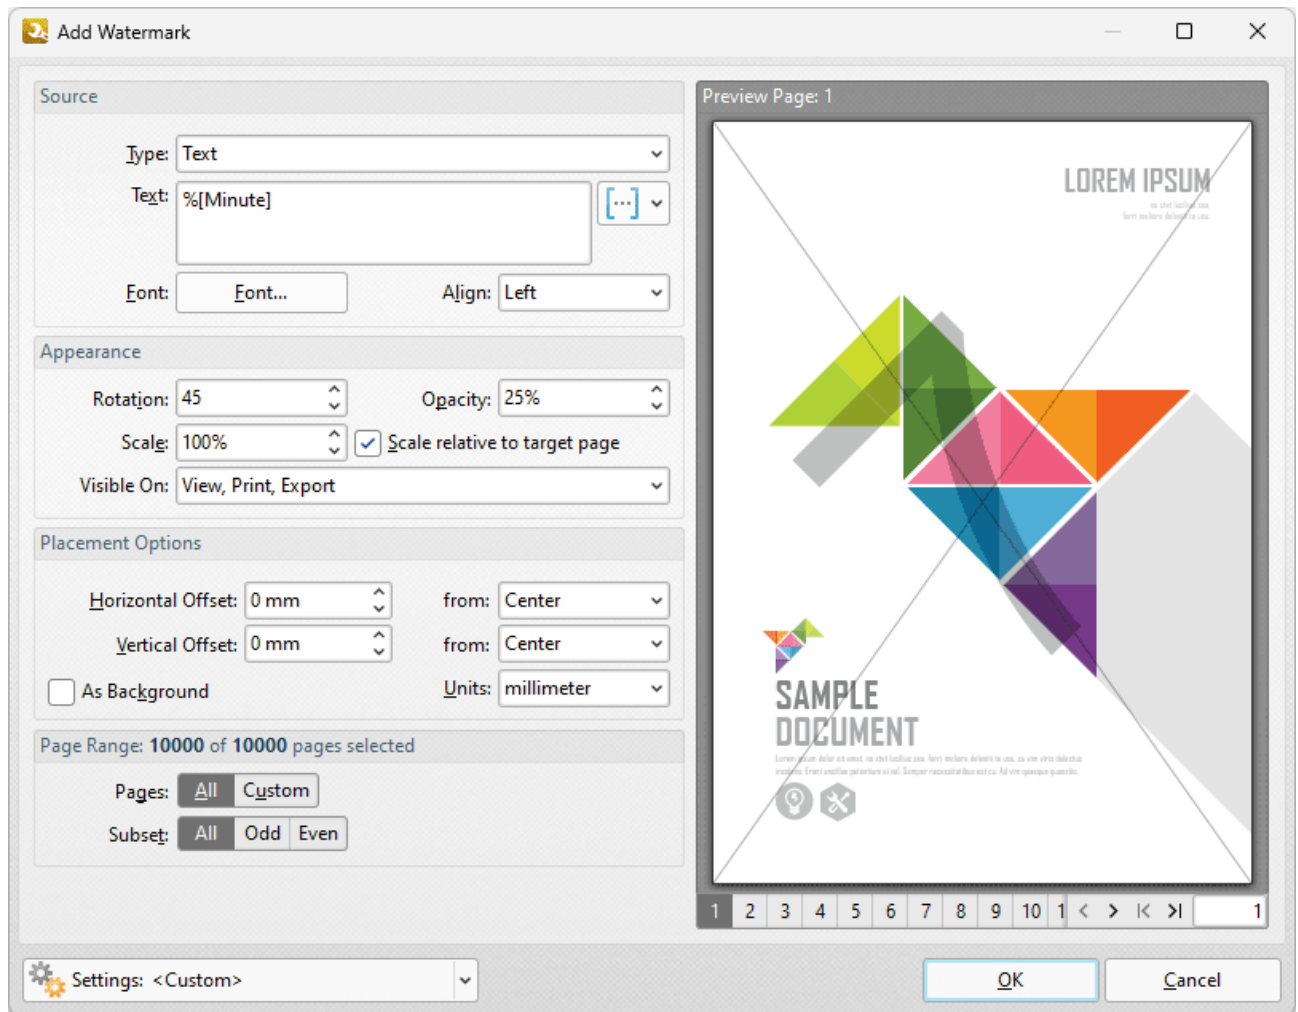 Add Watermark
Source
Type: Text
Text: %[Minute]
Font: Font... Align: Left
Appearance
Rotation: 45 Opacity: 25%
Scale: 100% Scale relative to target page
Visible On: View, Print, Export
Placement Options
Horizontal Offset: 0 mm from: Center
Vertical Offset: 0 mm from: Center
As Background Units: millimeter
Page Range: 10000 of 10000 pages selected
Pages: All Custom
Subset: All Odd Even
Preview Page: 1
LOREM IPSUM
7
SAMPLE
DOCUMENT
1 2 3 4 5 6 7 8 9 10 1 1
Settings: <Custom>
OK Cancel